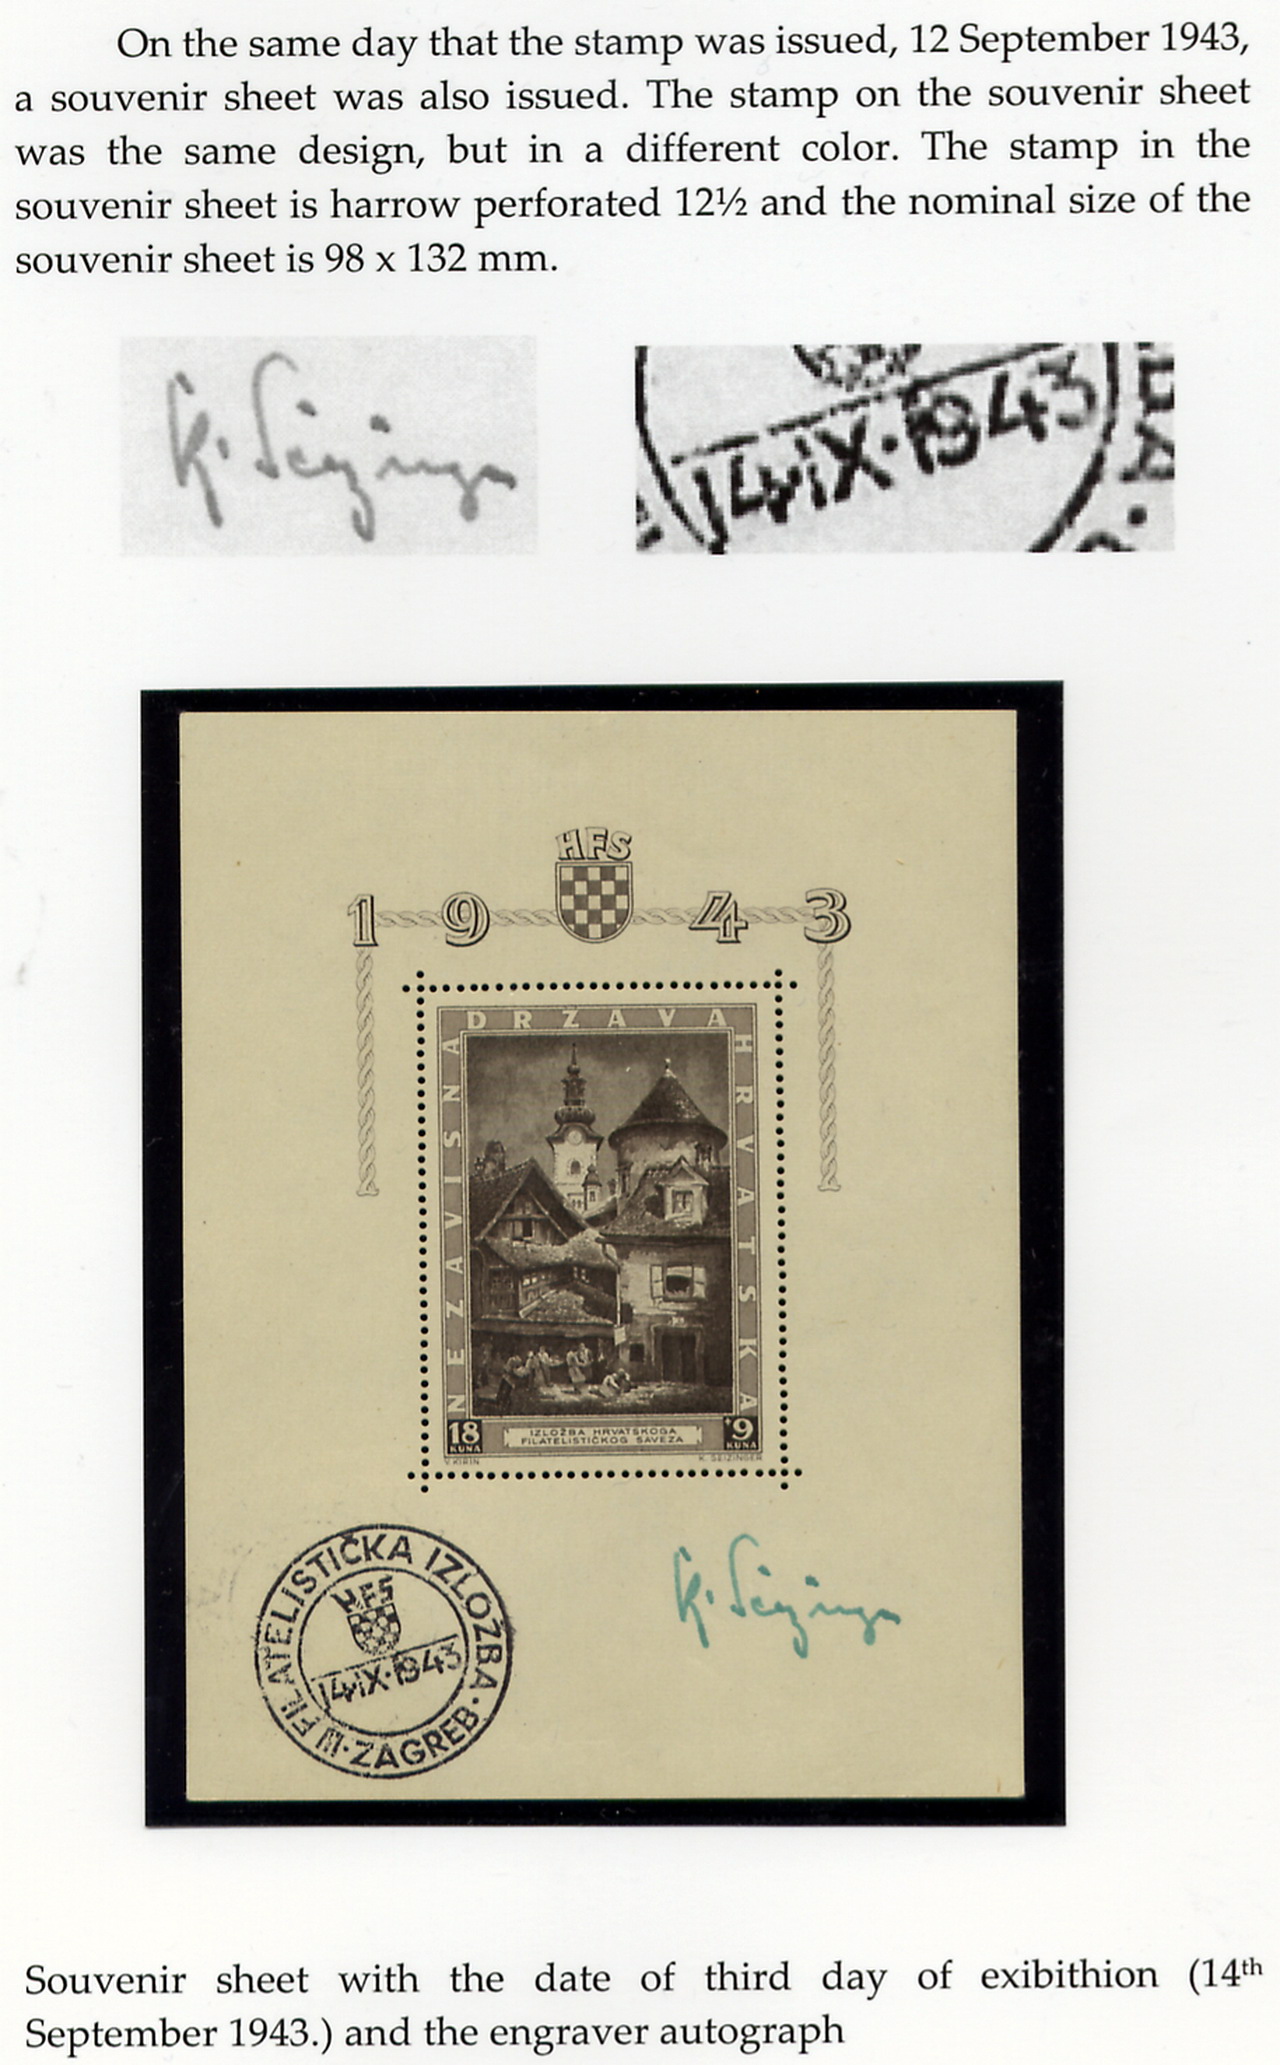 On the same day that the stamp was issued, 12 September 1943,
a souvenir sheet was also issued. The stamp on the souvenir sheet
was the same design, but in a different color. The stamp in the
souvenir sheet is harrow perforated 12½ and the nominal size of the
souvenir sheet is 98 x 132 mm.
K. Seizinger
14·IX·1943
HFS
1943
NEZAVISNA
DRŽAVA
HRVATSKA
18
KUNA
IZLOŽBA HRVATSKOGA
FILATELISTIČKOG SAVEZA
+9
KUNA
V. KIRIN
K. SEIZINGER
III FILATELISTIČKA IZLOŽBA · ZAGREB ·
HFS
14·IX·1943
K. Seizinger
Souvenir sheet with the date of third day of exibithion (14th
September 1943.) and the engraver autograph